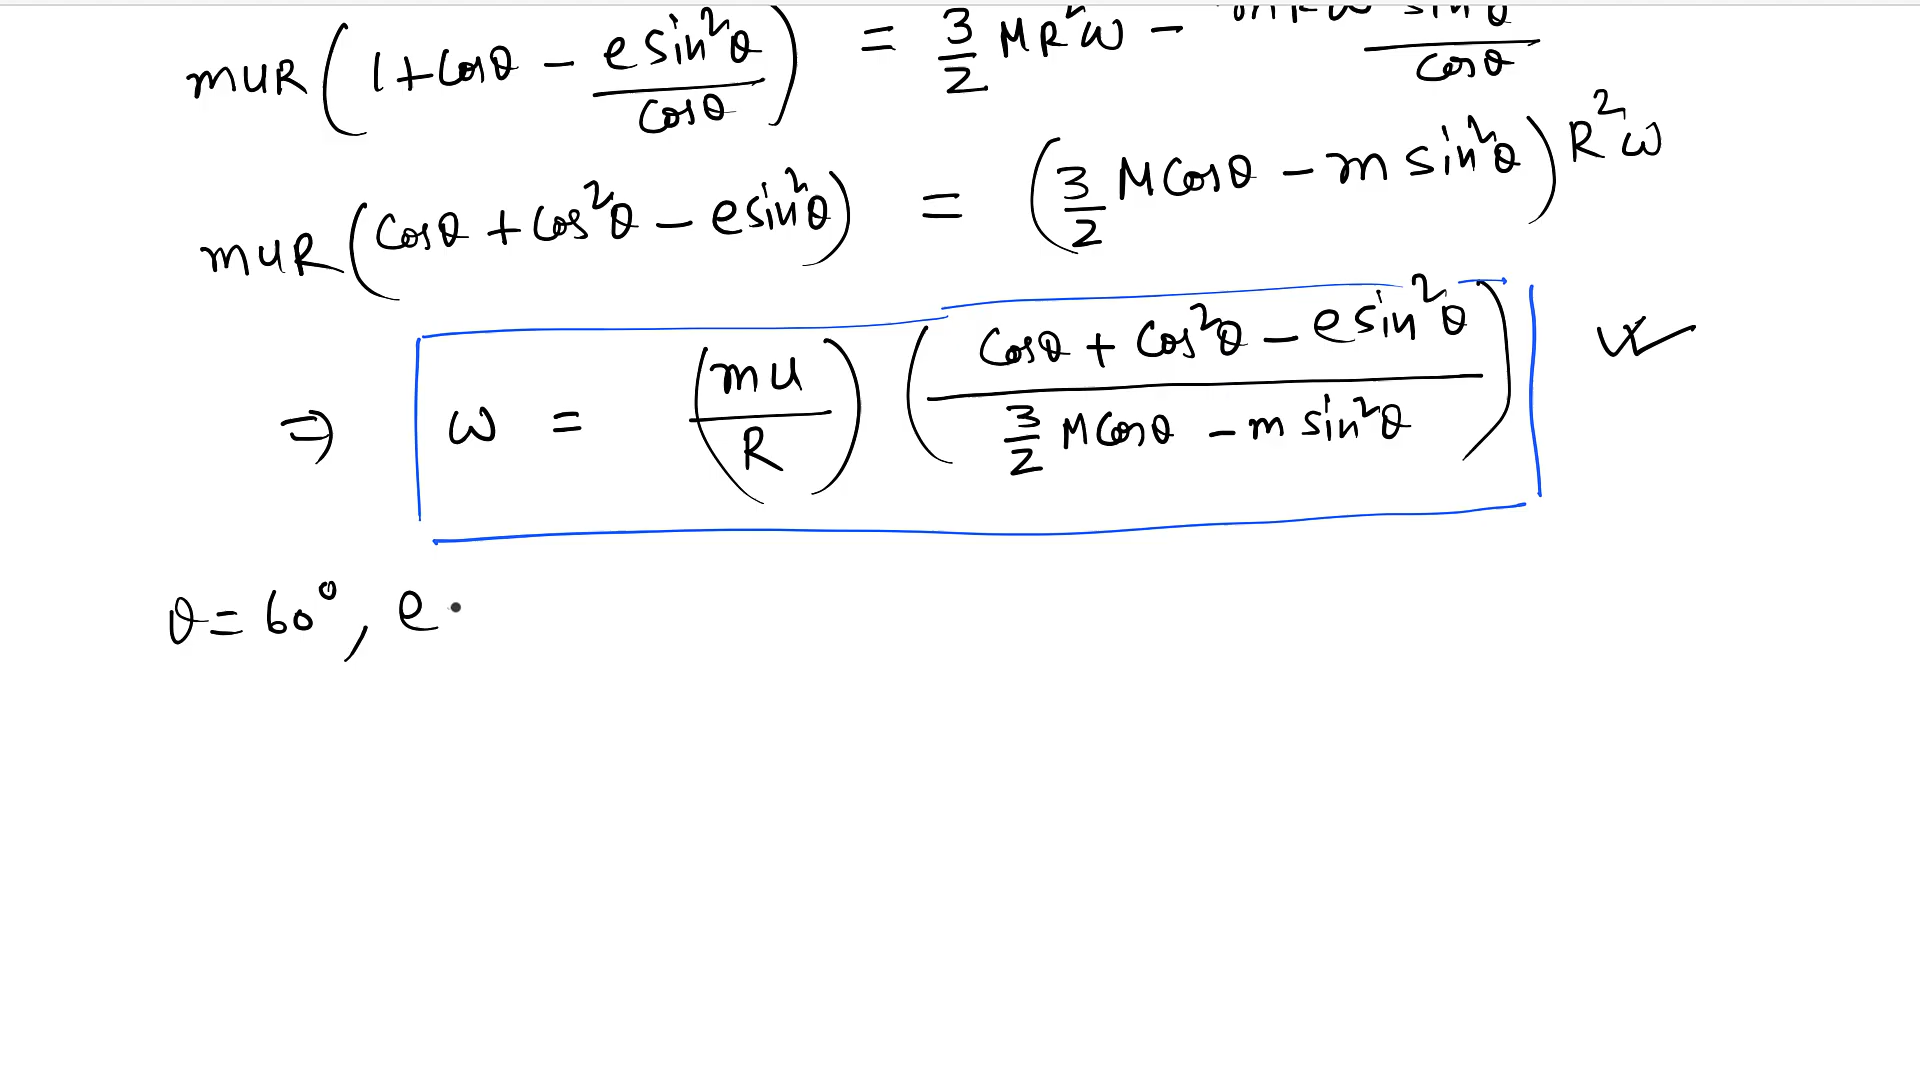 muR(1+cosθ − e sin²θ/cosθ) = 3/2 MR²ω − sinθ/cosθ
muR(cosθ + cos²θ − e sin²θ) = (3/2 M cosθ − m sin²θ) R²ω
⇒ ω = (mu/R) ((cosθ + cos²θ − e sin²θ)/(3/2 M cosθ − m sin²θ))
θ = 60°, e